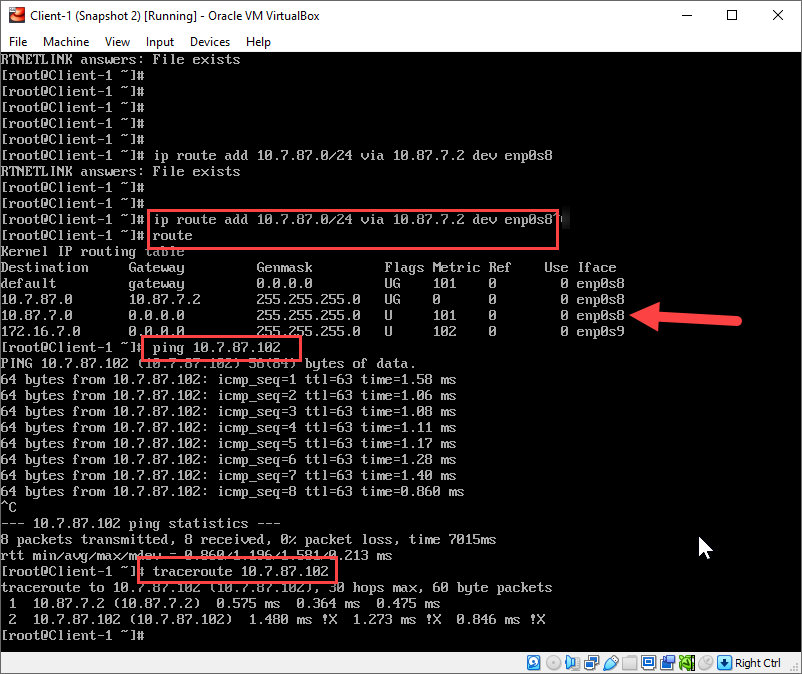 Client-1 (Snapshot 2) [Running] - Oracle VM VirtualBox
File Machine View Input Devices Help
RTNETLINK answers: File exists
[root@Client-1 ~]#
[root@Client-1 ~]#
[root@Client-1 ~]#
[root@Client-1 ~]#
[root@Client-1 ~]#
[root@Client-1 ~]# ip route add 10.7.87.0/24 via 10.87.7.2 dev enp0s8
RTNETLINK answers: File exists
[root@Client-1 ~]#
[root@Client-1 ~]#
[root@Client-1 ~]# ip route add 10.7.87.0/24 via 10.87.7.2 dev enp0s8^C
[root@Client-1 ~]# route
Kernel IP routing table
Destination Gateway Genmask Flags Metric Ref Use Iface
default gateway 0.0.0.0 UG 101 0 0 enp0s8
10.7.87.0 10.87.7.2 255.255.255.0 UG 0 0 0 enp0s8
10.87.7.0 0.0.0.0 255.255.255.0 U 101 0 0 enp0s8
172.16.7.0 0.0.0.0 255.255.255.0 U 102 0 0 enp0s9
[root@Client-1 ~]# ping 10.7.87.102
PING 10.7.87.102 (10.7.87.102) 56(84) bytes of data.
64 bytes from 10.7.87.102: icmp_seq=1 ttl=63 time=1.58 ms
64 bytes from 10.7.87.102: icmp_seq=2 ttl=63 time=1.06 ms
64 bytes from 10.7.87.102: icmp_seq=3 ttl=63 time=1.08 ms
64 bytes from 10.7.87.102: icmp_seq=4 ttl=63 time=1.11 ms
64 bytes from 10.7.87.102: icmp_seq=5 ttl=63 time=1.17 ms
64 bytes from 10.7.87.102: icmp_seq=6 ttl=63 time=1.28 ms
64 bytes from 10.7.87.102: icmp_seq=7 ttl=63 time=1.40 ms
64 bytes from 10.7.87.102: icmp_seq=8 ttl=63 time=0.860 ms
^C
--- 10.7.87.102 ping statistics ---
8 packets transmitted, 8 received, 0% packet loss, time 7015ms
rtt min/avg/max/mdev = 0.860/1.196/1.581/0.213 ms
[root@Client-1 ~]# traceroute 10.7.87.102
traceroute to 10.7.87.102 (10.7.87.102), 30 hops max, 60 byte packets
1 10.87.7.2 (10.87.7.2) 0.575 ms 0.364 ms 0.475 ms
2 10.7.87.102 (10.7.87.102) 1.480 ms !X 1.273 ms !X 0.846 ms !X
[root@Client-1 ~]#
Right Ctrl